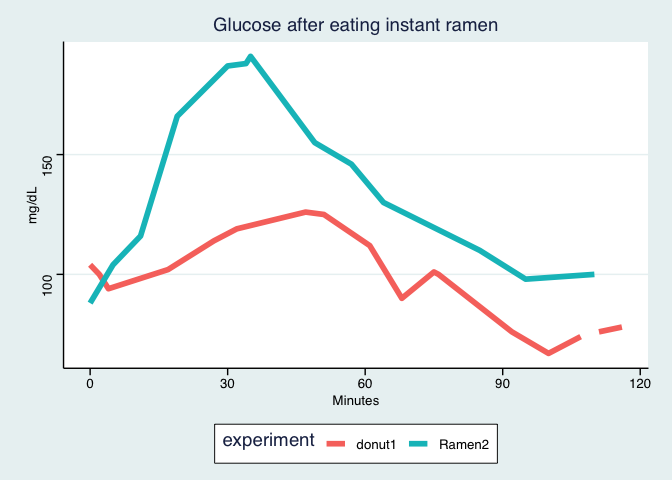 Glucose after eating instant ramen
mg/dL
150
100
0 30 60 90 120
Minutes
experiment donut1 Ramen2